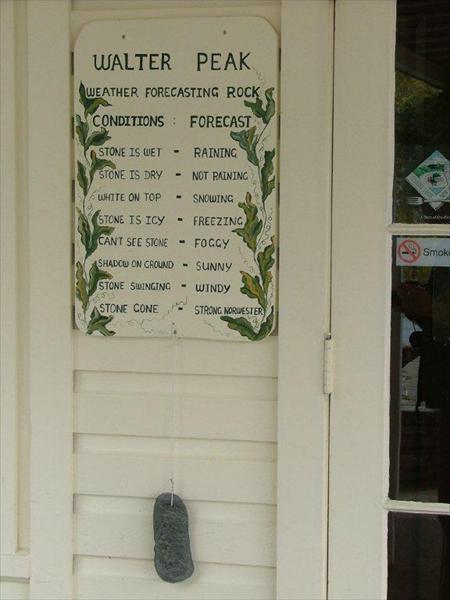 WALTER PEAK
WEATHER FORECASTING ROCK
CONDITIONS : FORECAST
STONE IS WET - RAINING
STONE IS DRY - NOT RAINING
WHITE ON TOP - SNOWING
STONE IS ICY - FREEZING
CANT SEE STONE - FOGGY
SHADOW ON GROUND - SUNNY
STONE SWINGING - WINDY
STONE GONE - STRONG NORWESTER
Smok